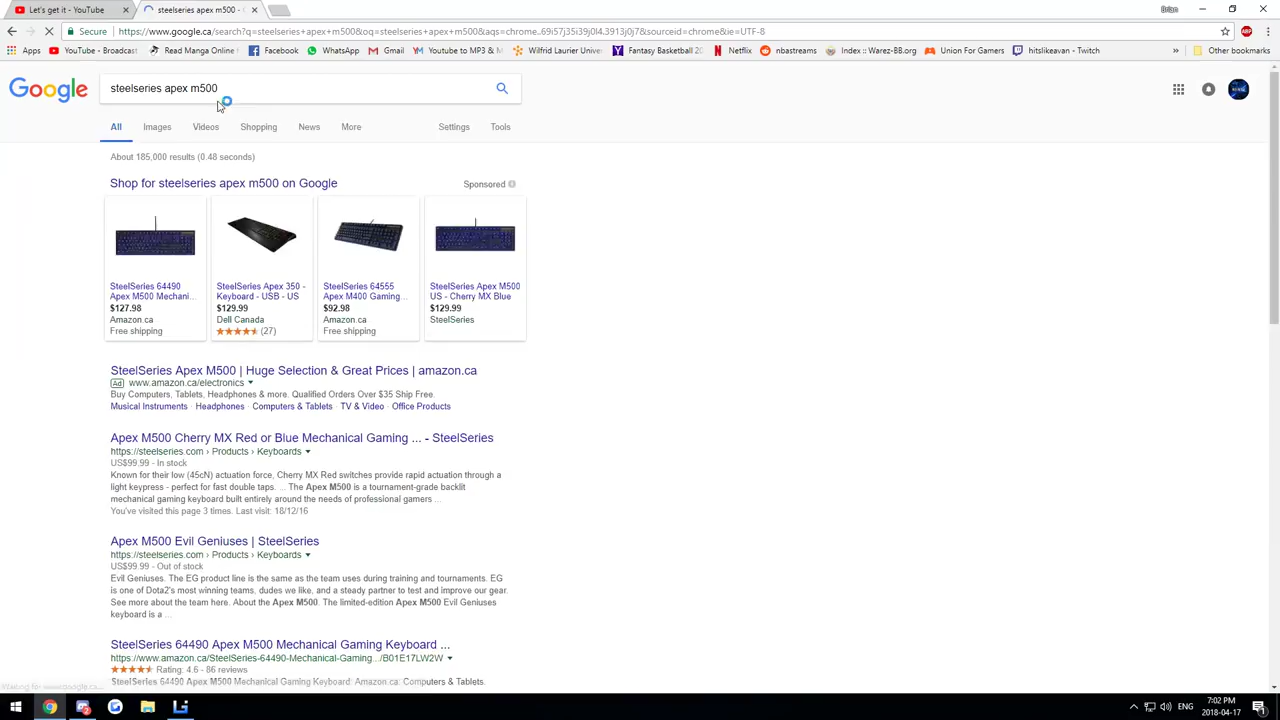 Let's get it - YouTube
steelseries apex m500 - G
Brian
Secure
https://www.google.ca/search?q=steelseries+apex+m500&oq=steelseries+apex+m500&aqs=chrome..69i57j35i39j0l4.3913j0j7&sourceid=chrome&ie=UTF-8
Apps
YouTube - Broadcast
Read Manga Online
Facebook
WhatsApp
Gmail
YouTube to MP3 & M
Wilfrid Laurier Univer
Fantasy Basketball 20
Netflix
nbastreams
Index :: Warez-BB.org
Union For Gamers
hitslikeavan - Twitch
»
Other bookmarks
Google
steelseries apex m500
All
Images
Videos
Shopping
News
More
Settings
Tools
About 185,000 results (0.48 seconds)
Shop for steelseries apex m500 on Google
Sponsored
SteelSeries 64490
Apex M500 Mechani...
$127.98
Amazon.ca
Free shipping
SteelSeries Apex 350 -
Keyboard - USB - US
$129.99
Dell Canada
(27)
SteelSeries 64555
Apex M400 Gaming...
$92.98
Amazon.ca
Free shipping
SteelSeries Apex M500
US - Cherry MX Blue
$129.99
SteelSeries
SteelSeries Apex M500 | Huge Selection & Great Prices | amazon.ca
Ad www.amazon.ca/electronics
Buy Computers, Tablets, Headphones & more. Qualified Orders Over $35 Ship Free.
Musical Instruments · Headphones · Computers & Tablets · TV & Video · Office Products
Apex M500 Cherry MX Red or Blue Mechanical Gaming ... - SteelSeries
https://steelseries.com › Products › Keyboards
US$99.99 - In stock
Known for their low (45cN) actuation force, Cherry MX Red switches provide rapid actuation through a
light keypress - perfect for fast double taps. ... The Apex M500 is a tournament-grade backlit
mechanical gaming keyboard built entirely around the needs of professional gamers ...
You've visited this page 3 times. Last visit: 18/12/16
Apex M500 Evil Geniuses | SteelSeries
https://steelseries.com › Products › Keyboards
US$99.99 - Out of stock
Evil Geniuses. The EG product line is the same as the team uses during training and tournaments. EG
is one of Dota2's most winning teams, dudes we like, and a steady partner to test and improve our gear.
See more about the team here. About the Apex M500. The limited-edition Apex M500 Evil Geniuses
keyboard is a ...
SteelSeries 64490 Apex M500 Mechanical Gaming Keyboard ...
https://www.amazon.ca/SteelSeries-64490-Mechanical-Gaming.../B01E17LW2W
Rating: 4.6 - 86 reviews
SteelSeries 64490 Apex M500 Mechanical Gaming Keyboard: Amazon.ca: Computers & Tablets.
Waiting for www.google.ca...
ENG
7:02 PM
2018-04-17